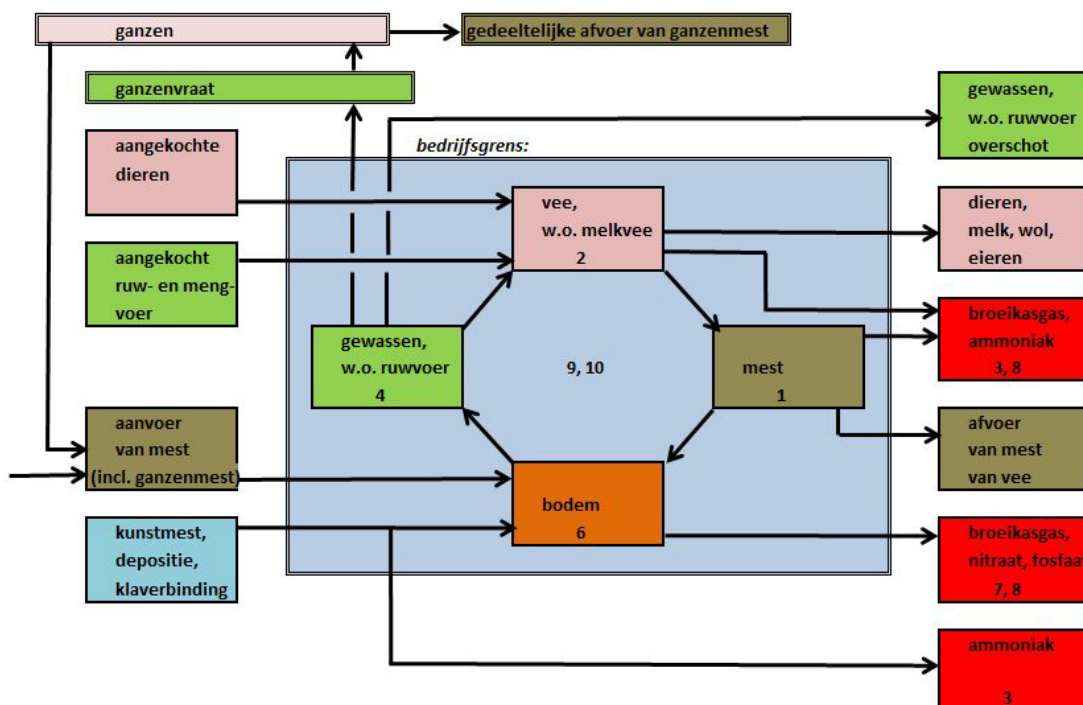 ganzen
gedeeltelijke afvoer van ganzenmest
ganzenvraat
gewassen,
w.o. ruwvoer
overschot
aangekochte
dieren
bedrijfsgrens:
vee,
w.o. melkvee
2
dieren,
melk, wol,
eieren
aangekocht
ruw- en meng-
voer
broeikasgas,
ammoniak
3, 8
gewassen,
w.o. ruwvoer
4
9, 10
mest
1
aanvoer
van mest
(incl. ganzenmest)
afvoer
van mest
van vee
bodem
6
kunstmest,
depositie,
klaverbinding
broeikasgas,
nitraat, fosfaa
7, 8
ammoniak
3